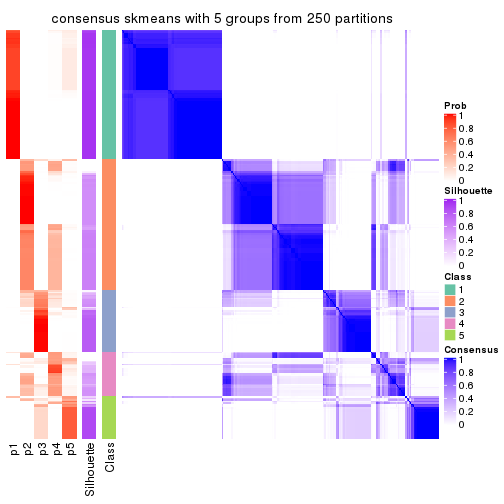 consensus skmeans with 5 groups from 250 partitions
Prob
1
0.8
0.6
0.4
0.2
0
Silhouette
1
0.8
0.6
0.4
0.2
0
Class
1
2
3
4
5
Consensus
1
0.8
0.6
0.4
0.2
0
p1
p2
p3
p4
p5
Silhouette
Class